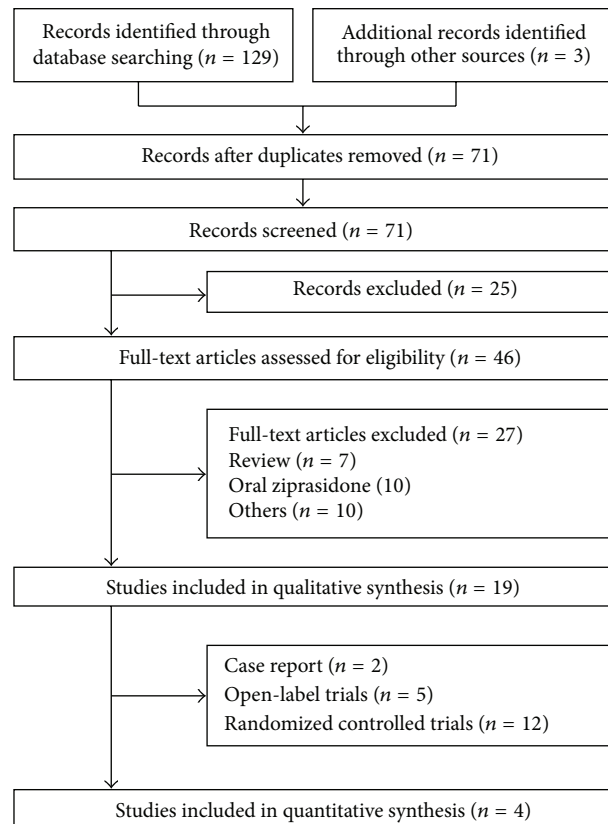 Records identified through
database searching (n = 129)
Additional records identified
through other sources (n = 3)
Records after duplicates removed (n = 71)
Records screened (n = 71)
Records excluded (n = 25)
Full-text articles assessed for eligibility (n = 46)
Full-text articles excluded (n = 27)
Review (n = 7)
Oral ziprasidone (10)
Others (n = 10)
Studies included in qualitative synthesis (n = 19)
Case report (n = 2)
Open-label trials (n = 5)
Randomized controlled trials (n = 12)
Studies included in quantitative synthesis (n = 4)